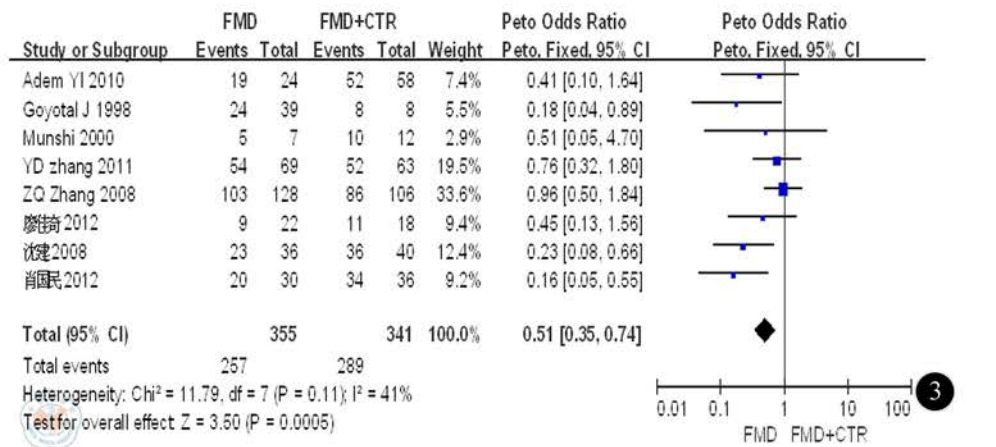 FMD FMD+CTR Peto Odds Ratio Peto Odds Ratio
Study or Subgroup Events Total Events Total Weight Peto, Fixed, 95% CI Peto, Fixed, 95% CI
Adem YI 2010 19 24 52 58 7.4% 0.41 [0.10, 1.64]
Goyotal J 1998 24 39 8 8 5.5% 0.18 [0.04, 0.89]
Munshi 2000 5 7 10 12 2.9% 0.51 [0.05, 4.70]
YD zhang 2011 54 69 52 63 19.5% 0.76 [0.32, 1.80]
ZQ Zhang 2008 103 128 86 106 33.6% 0.96 [0.50, 1.84]
2012 9 22 11 18 9.4% 0.45 [0.13, 1.56]
沈建2008 23 36 36 40 12.4% 0.23 [0.08, 0.66]
肖国民2012 20 30 34 36 9.2% 0.16 [0.05, 0.55]
Total (95% CI) 355 341 100.0% 0.51 [0.35, 0.74]
Total events 257 289
Heterogeneity: Chi² = 11.79, df = 7 (P = 0.11); I² = 41%
Test for overall effect: Z = 3.50 (P = 0.0005)
0.01 0.1 1 10 100
FMD FMD+CTR
3